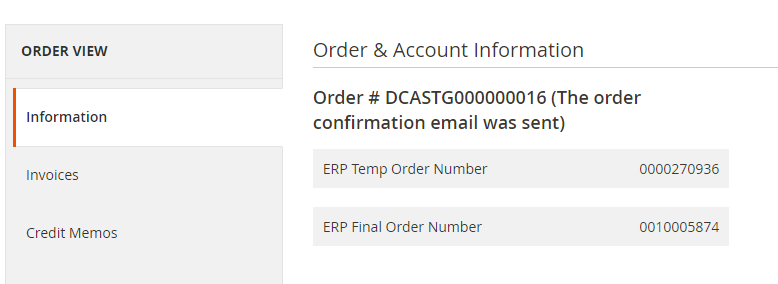 ORDER VIEW
Information
Invoices
Credit Memos
Order & Account Information
Order # DCASTG000000016 (The order
confirmation email was sent)
ERP Temp Order Number 0000270936
ERP Final Order Number 0010005874